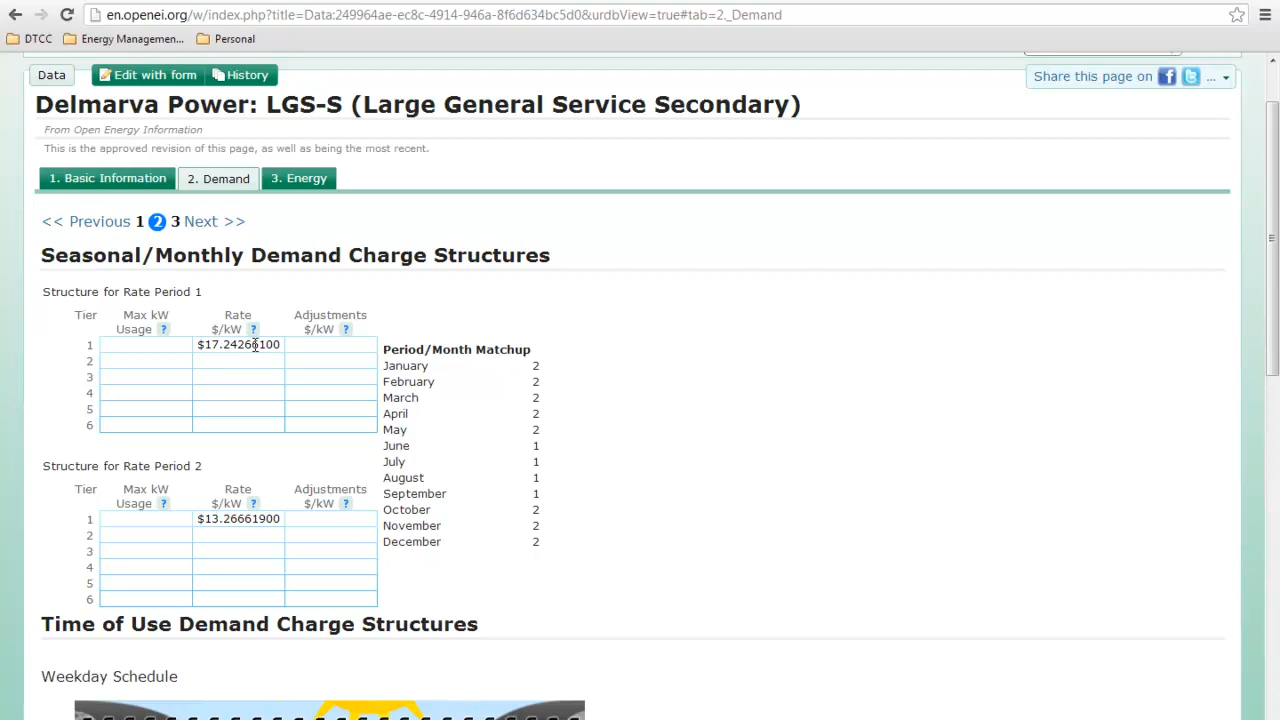 en.openei.org/w/index.php?title=Data:249964ae-ec8c-4914-946a-8f6d634bc5d0&urdbView=true#tab=2._Demand
DTCC Energy Managemen... Personal
Data Edit with form History Share this page on f t ...
Delmarva Power: LGS-S (Large General Service Secondary)
From Open Energy Information
This is the approved revision of this page, as well as being the most recent.
1. Basic Information 2. Demand 3. Energy
<< Previous 1 2 3 Next >>
Seasonal/Monthly Demand Charge Structures
Structure for Rate Period 1
Tier Max kW Usage ? Rate $/kW ? Adjustments $/kW ?
1 $17.24266100
2
3
4
5
6
Period/Month Matchup
January 2
February 2
March 2
April 2
May 2
June 1
July 1
August 1
September 1
October 2
November 2
December 2
Structure for Rate Period 2
Tier Max kW Usage ? Rate $/kW ? Adjustments $/kW ?
1 $13.26661900
2
3
4
5
6
Time of Use Demand Charge Structures
Weekday Schedule